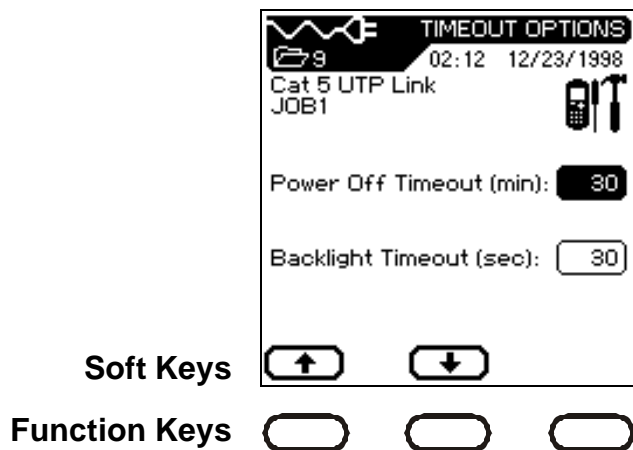 TIMEOUT OPTIONS
9 02:12 12/23/1998
Cat 5 UTP Link
JOB1
Power Off Timeout (min): 30
Backlight Timeout (sec): 30
Soft Keys
Function Keys